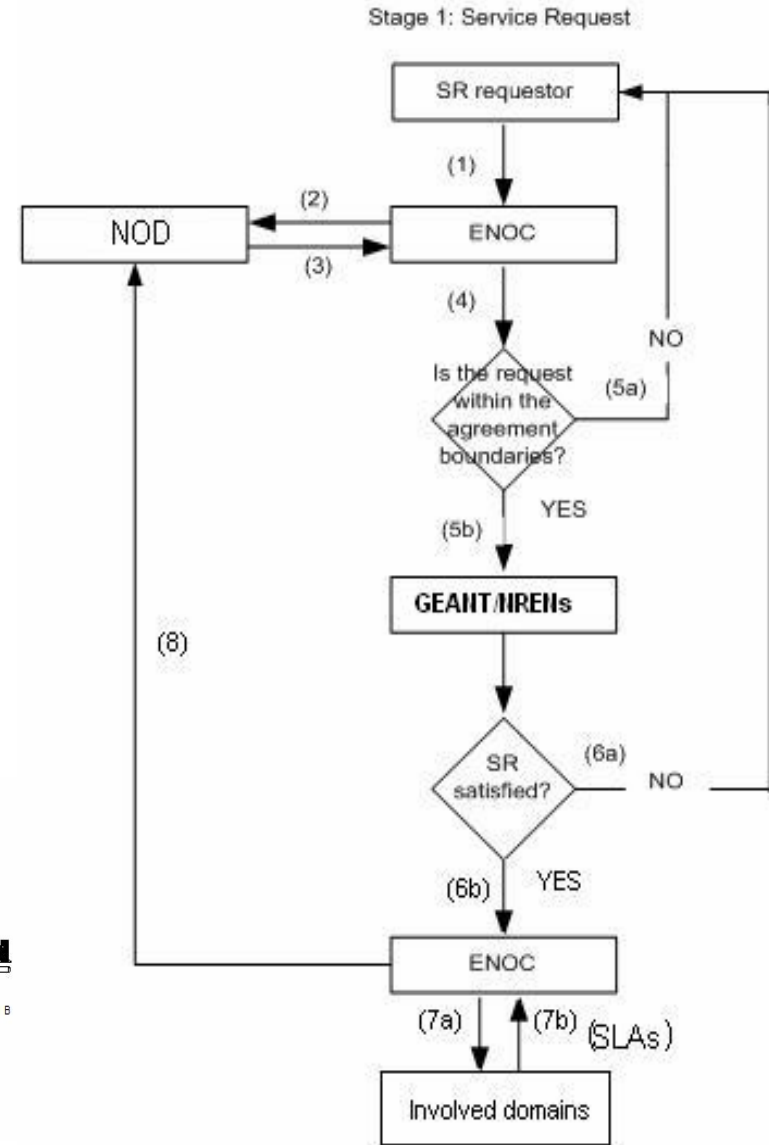 Stage 1: Service Request
SR requestor
(1)
(2)
NOD
ENOC
(3)
(4)
NO
Is the request
within the
agreement
boundaries?
(5a)
YES
(5b)
GEANT/NRENs
(8)
SR
satisfied?
(6a)
NO
(6b)
YES
ENOC
B
(7a)
(7b)
(SLAs)
Involved domains